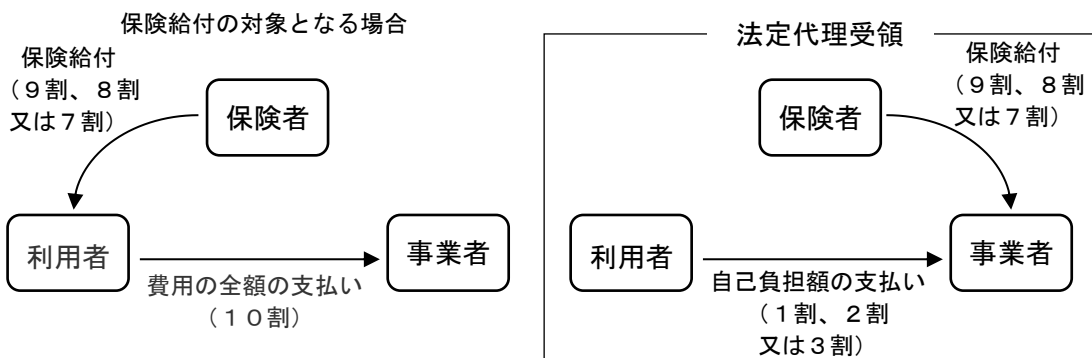 保険給付の対象となる場合
保険給付
（９割、８割
又は７割）
保険者
利用者
事業者
費用の全額の支払い
（１０割）
法定代理受領
保険給付
（９割、８割
又は７割）
保険者
利用者
事業者
自己負担額の支払い
（１割、２割
又は３割）